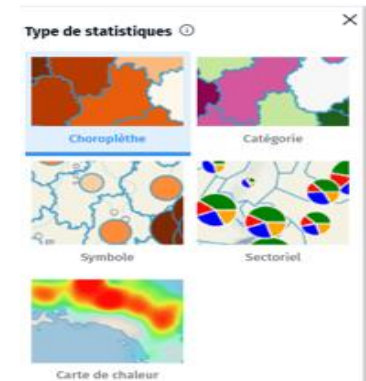 Type de statistiques
Choroplèthe
Catégorie
Symbole
Sectoriel
Carte de chaleur